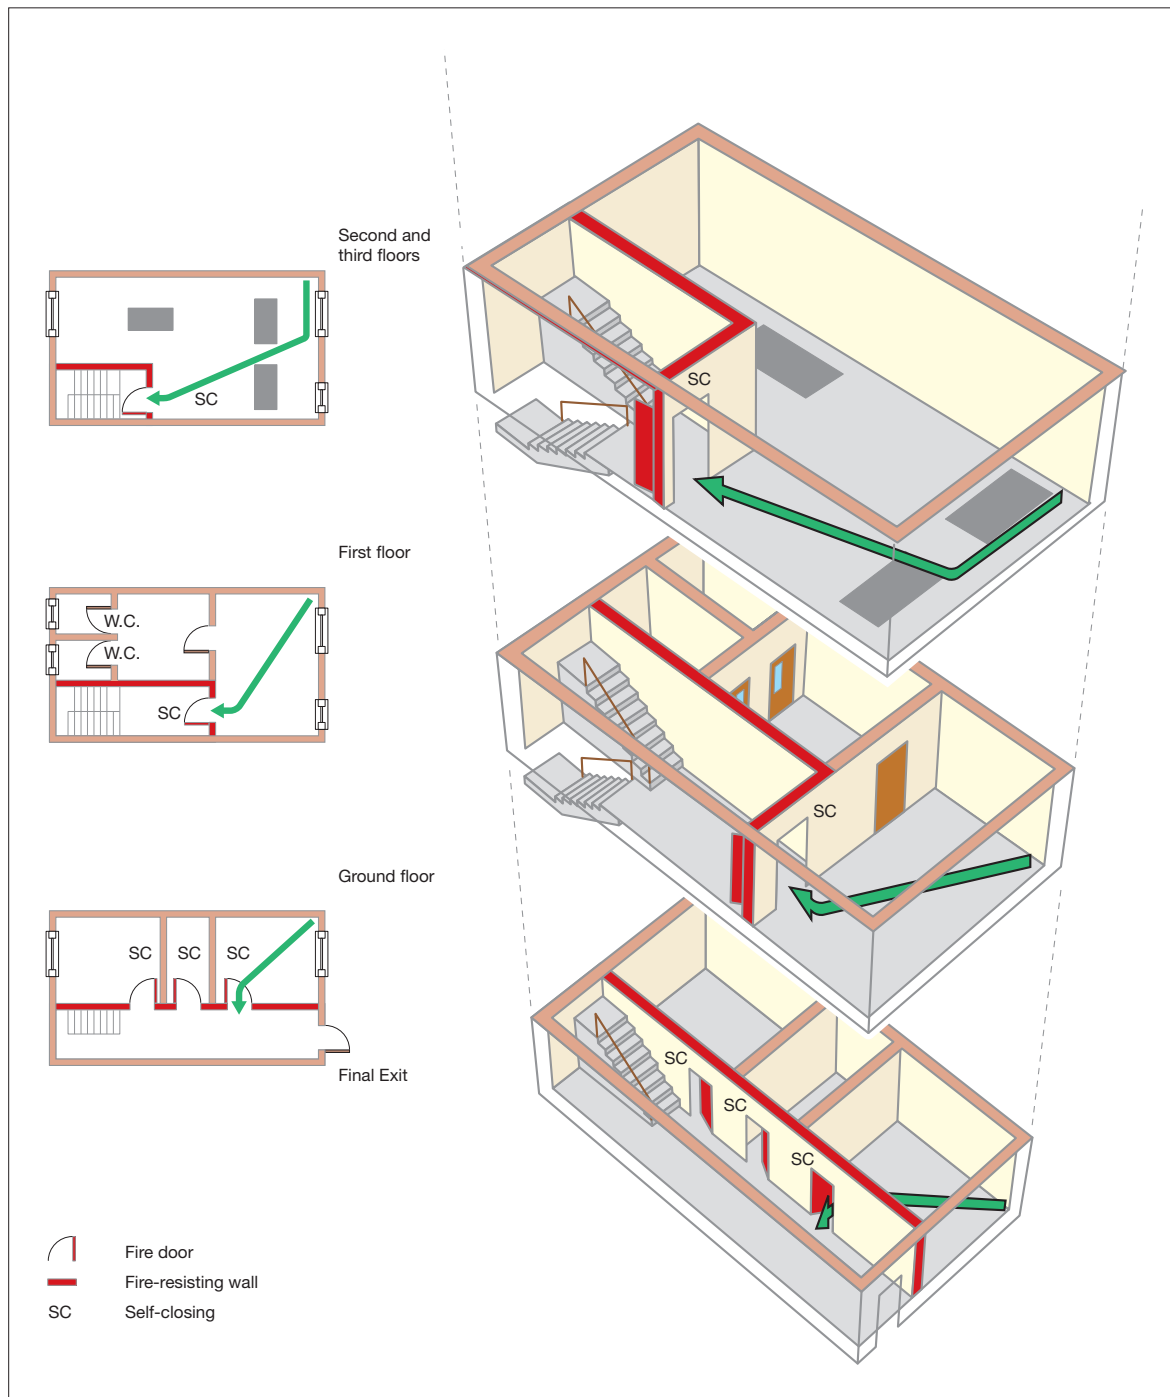 Second and
third floors
SC
SC
First floor
W.C.
W.C.
SC
SC
Ground floor
SC
SC
SC
Final Exit
SC
SC
SC
Fire door
Fire-resisting wall
SC
Self-closing